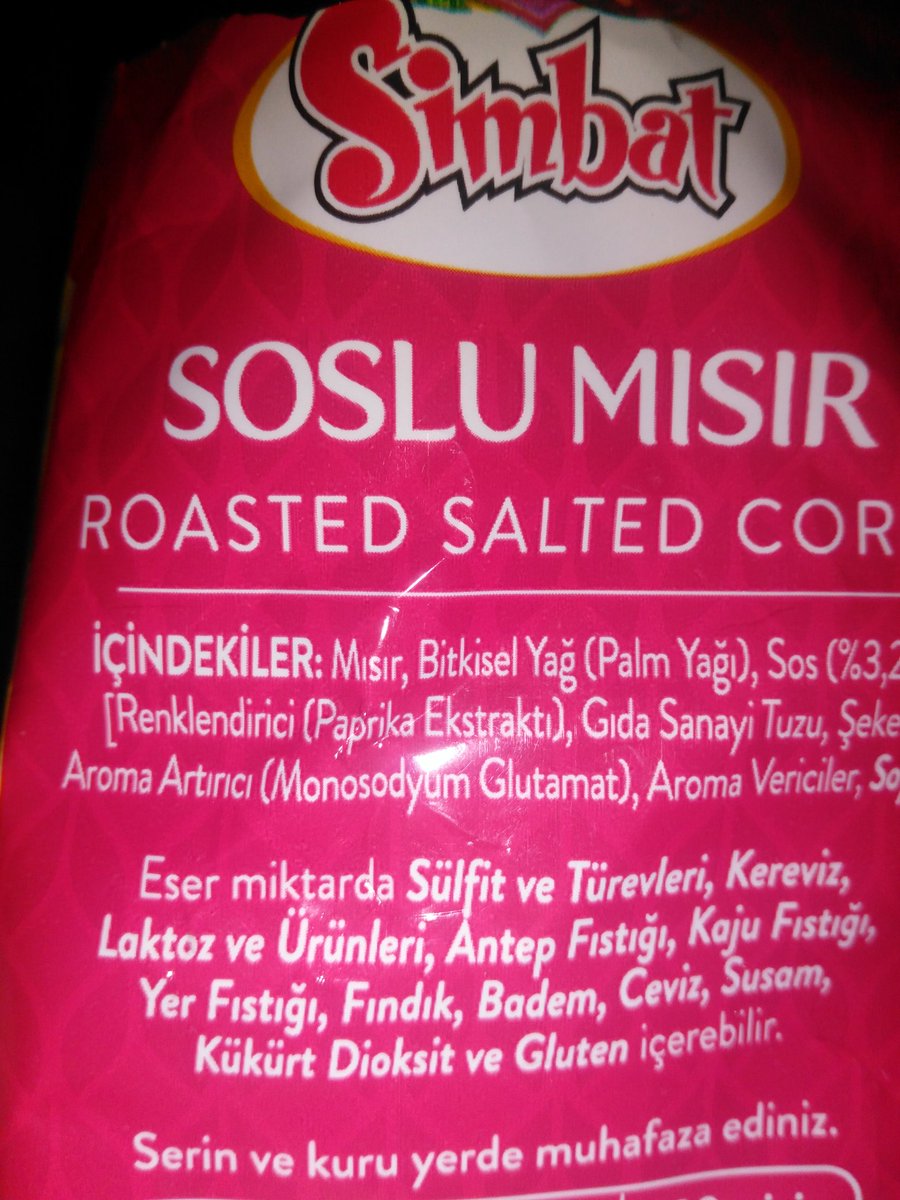 Simbat
SOSLU MISIR
ROASTED SALTED COR
İÇİNDEKİLER: Mısır, Bitkisel Yağ (Palm Yağı), Sos (%3,2
[Renklendirici (Paprika Ekstraktı), Gıda Sanayi Tuzu, Şeke
Aroma Artırıcı (Monosodyum Glutamat), Aroma Vericiler, Soy
Eser miktarda Sülfit ve Türevleri, Kereviz,
Laktoz ve Ürünleri, Antep Fıstığı, Kaju Fıstığı,
Yer Fıstığı, Fındık, Badem, Ceviz, Susam,
Kükürt Dioksit ve Gluten içerebilir.
Serin ve kuru yerde muhafaza ediniz.